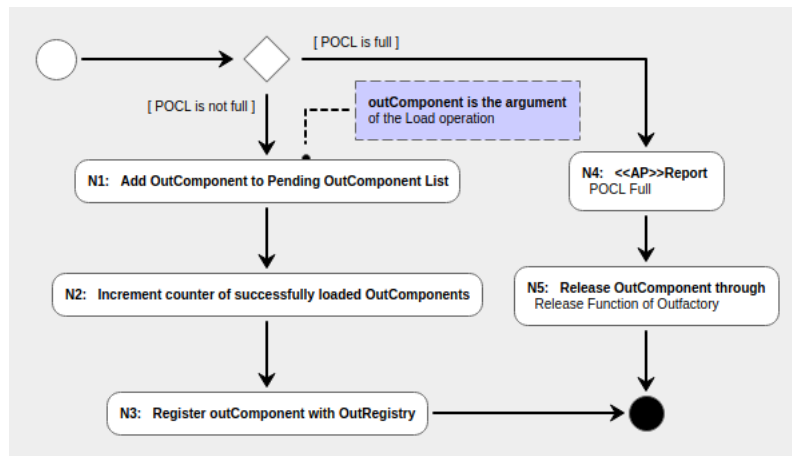 [ POCL is full ]
outComponent is the argument
of the Load operation
[ POCL is not full ]
N1: Add OutComponent to Pending OutComponent List
N4: <<AP>>Report
POCL Full
N2: Increment counter of successfully loaded OutComponents
N5: Release OutComponent through
Release Function of Outfactory
N3: Register outComponent with OutRegistry